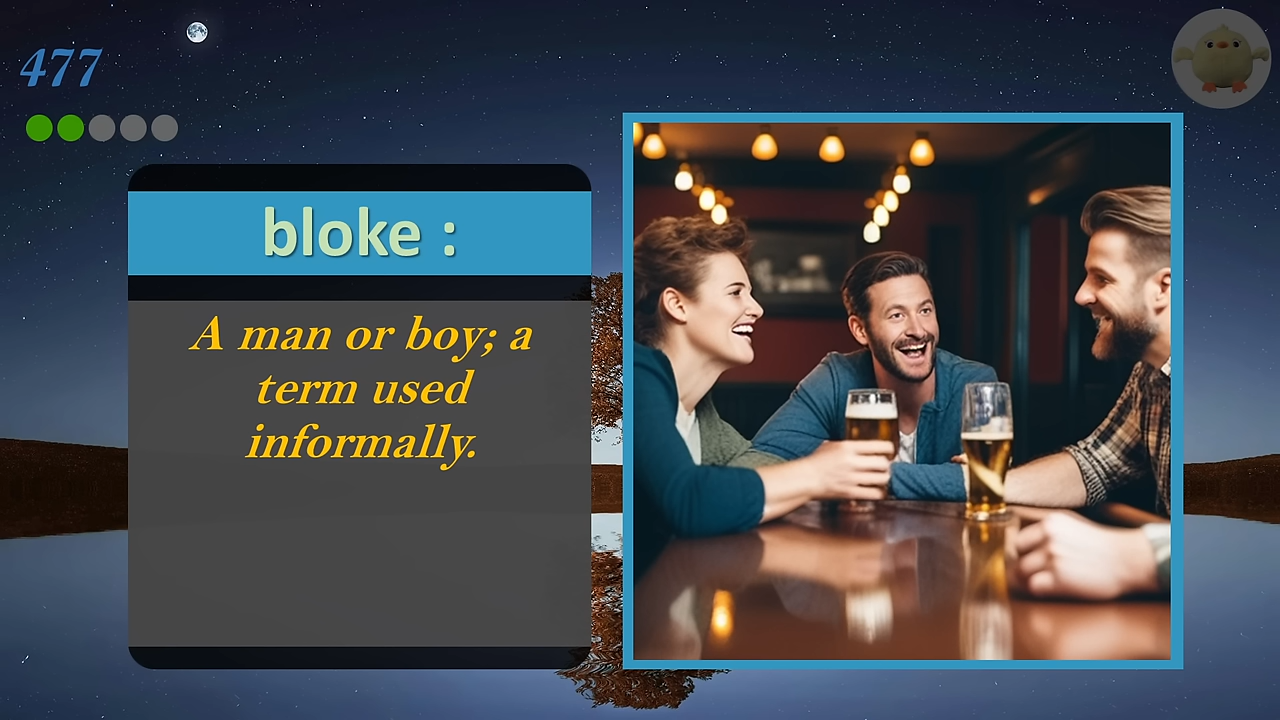 477
bloke :
A man or boy; a
term used
informally.